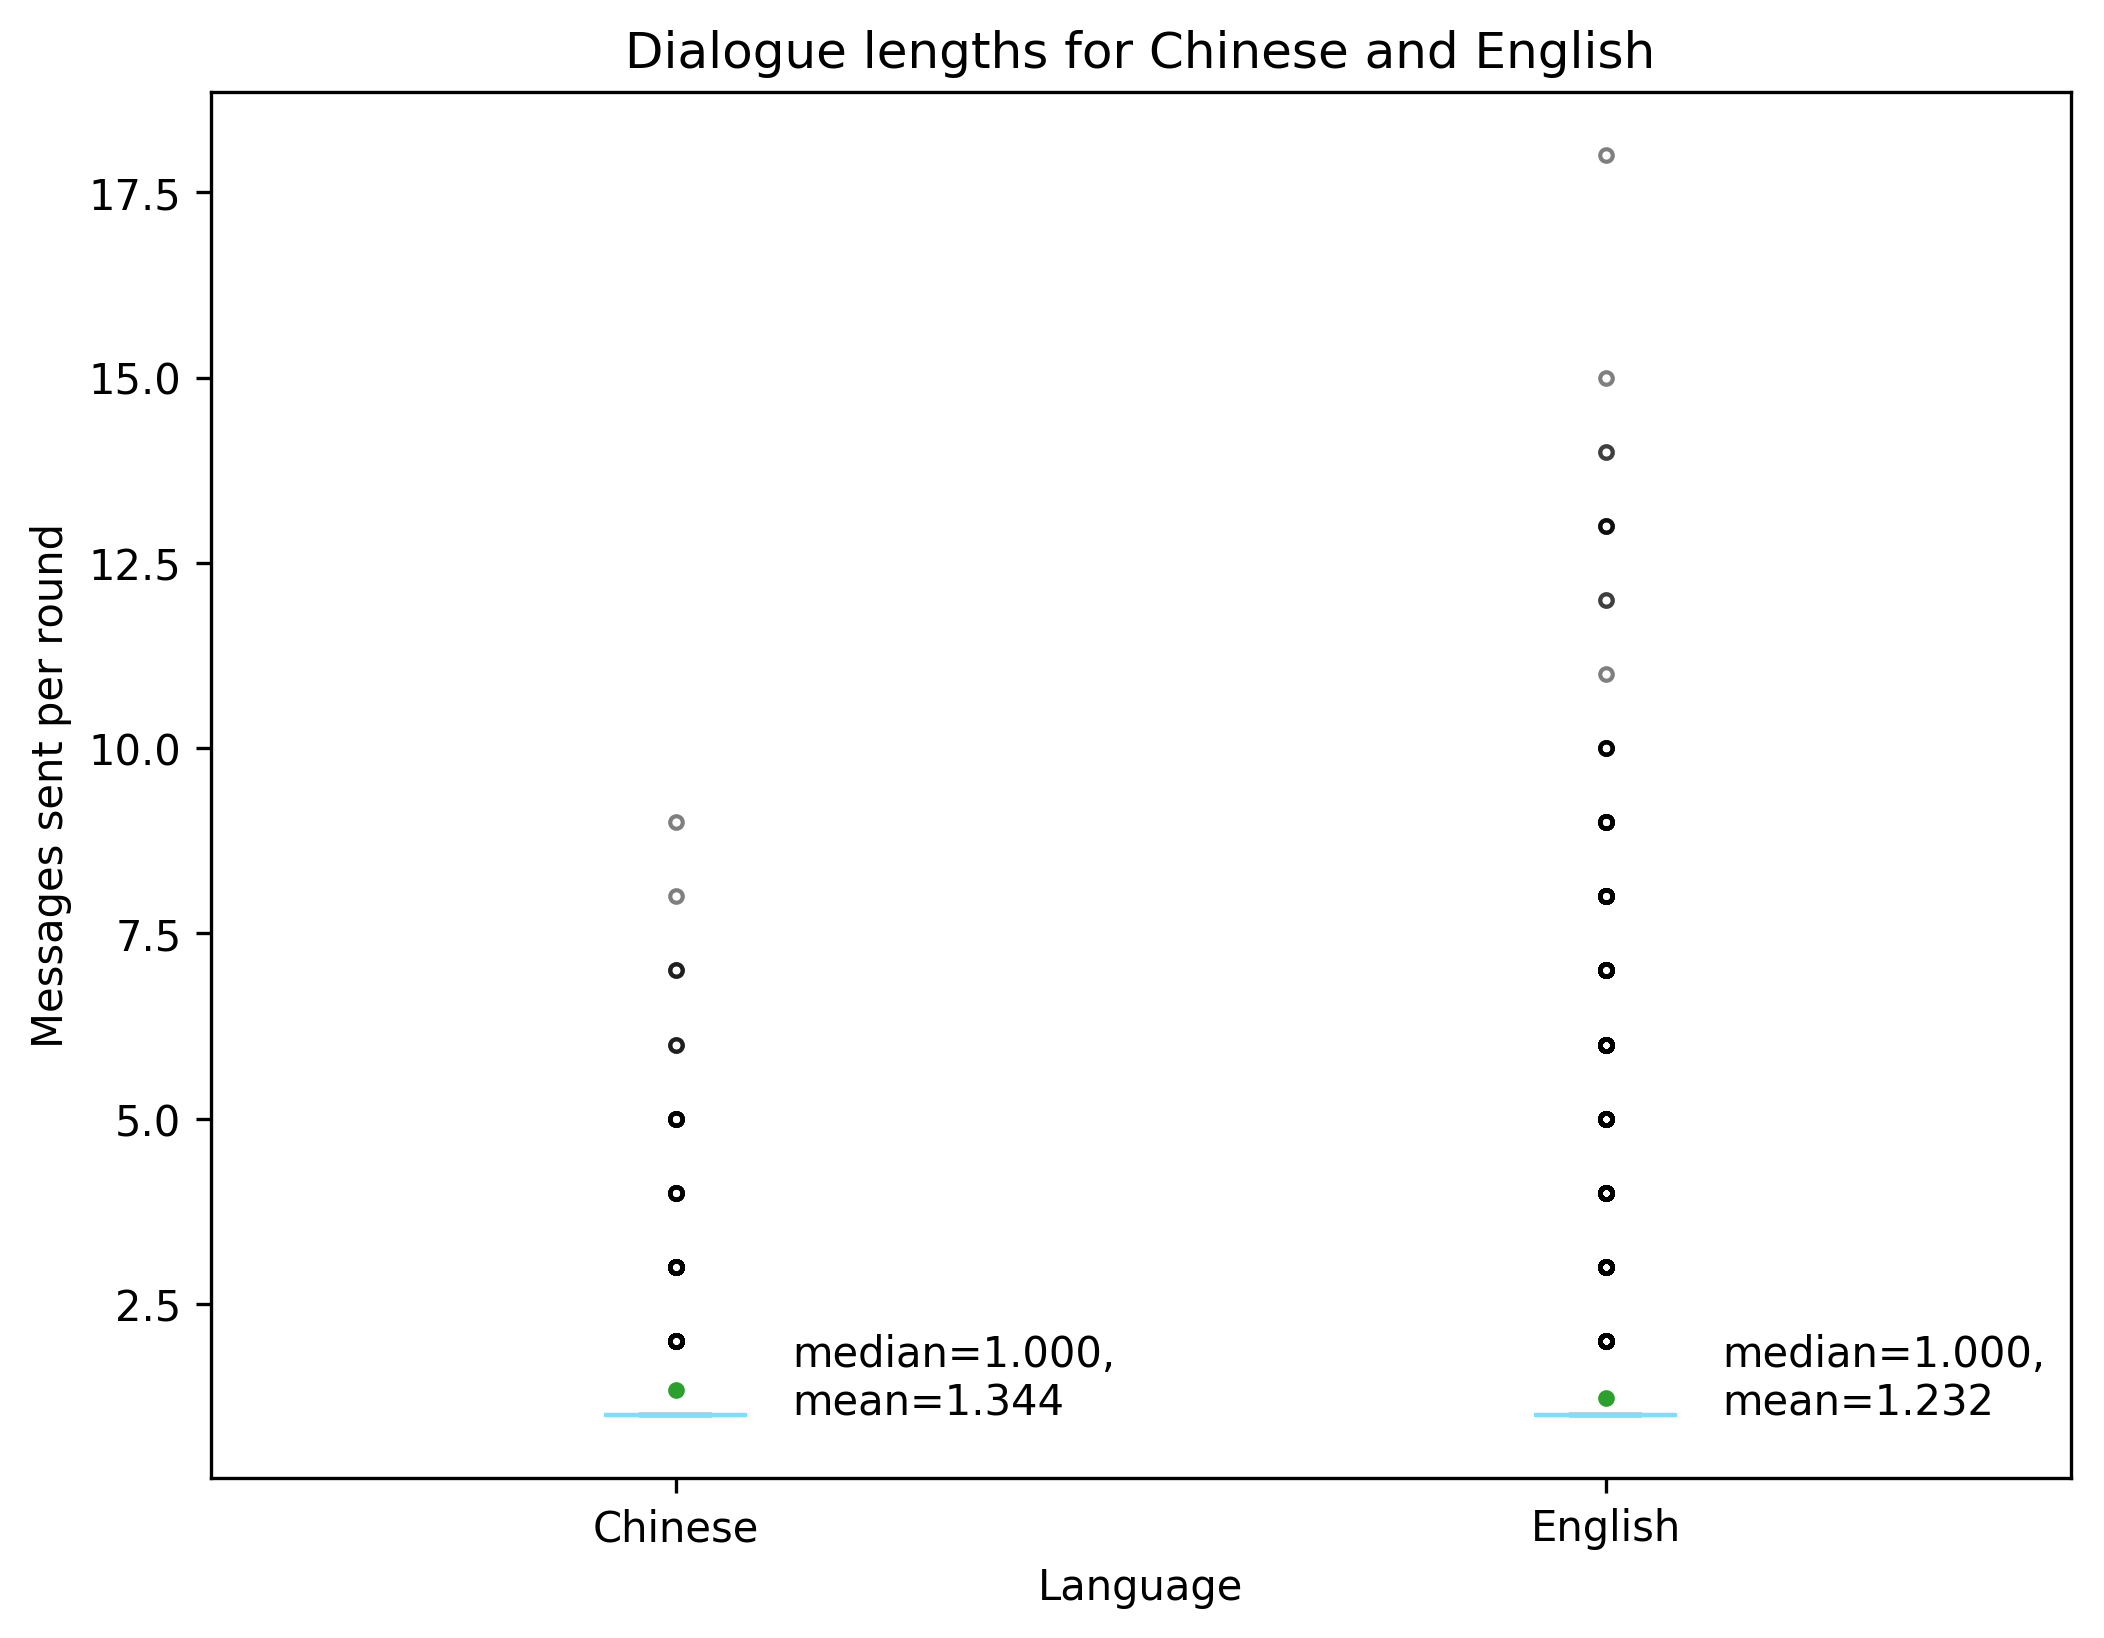 Dialogue lengths for Chinese and English
Messages sent per round
17.5
15.0
12.5
10.0
7.5
5.0
2.5
median=1.000,
mean=1.344
median=1.000,
mean=1.232
Chinese
English
Language